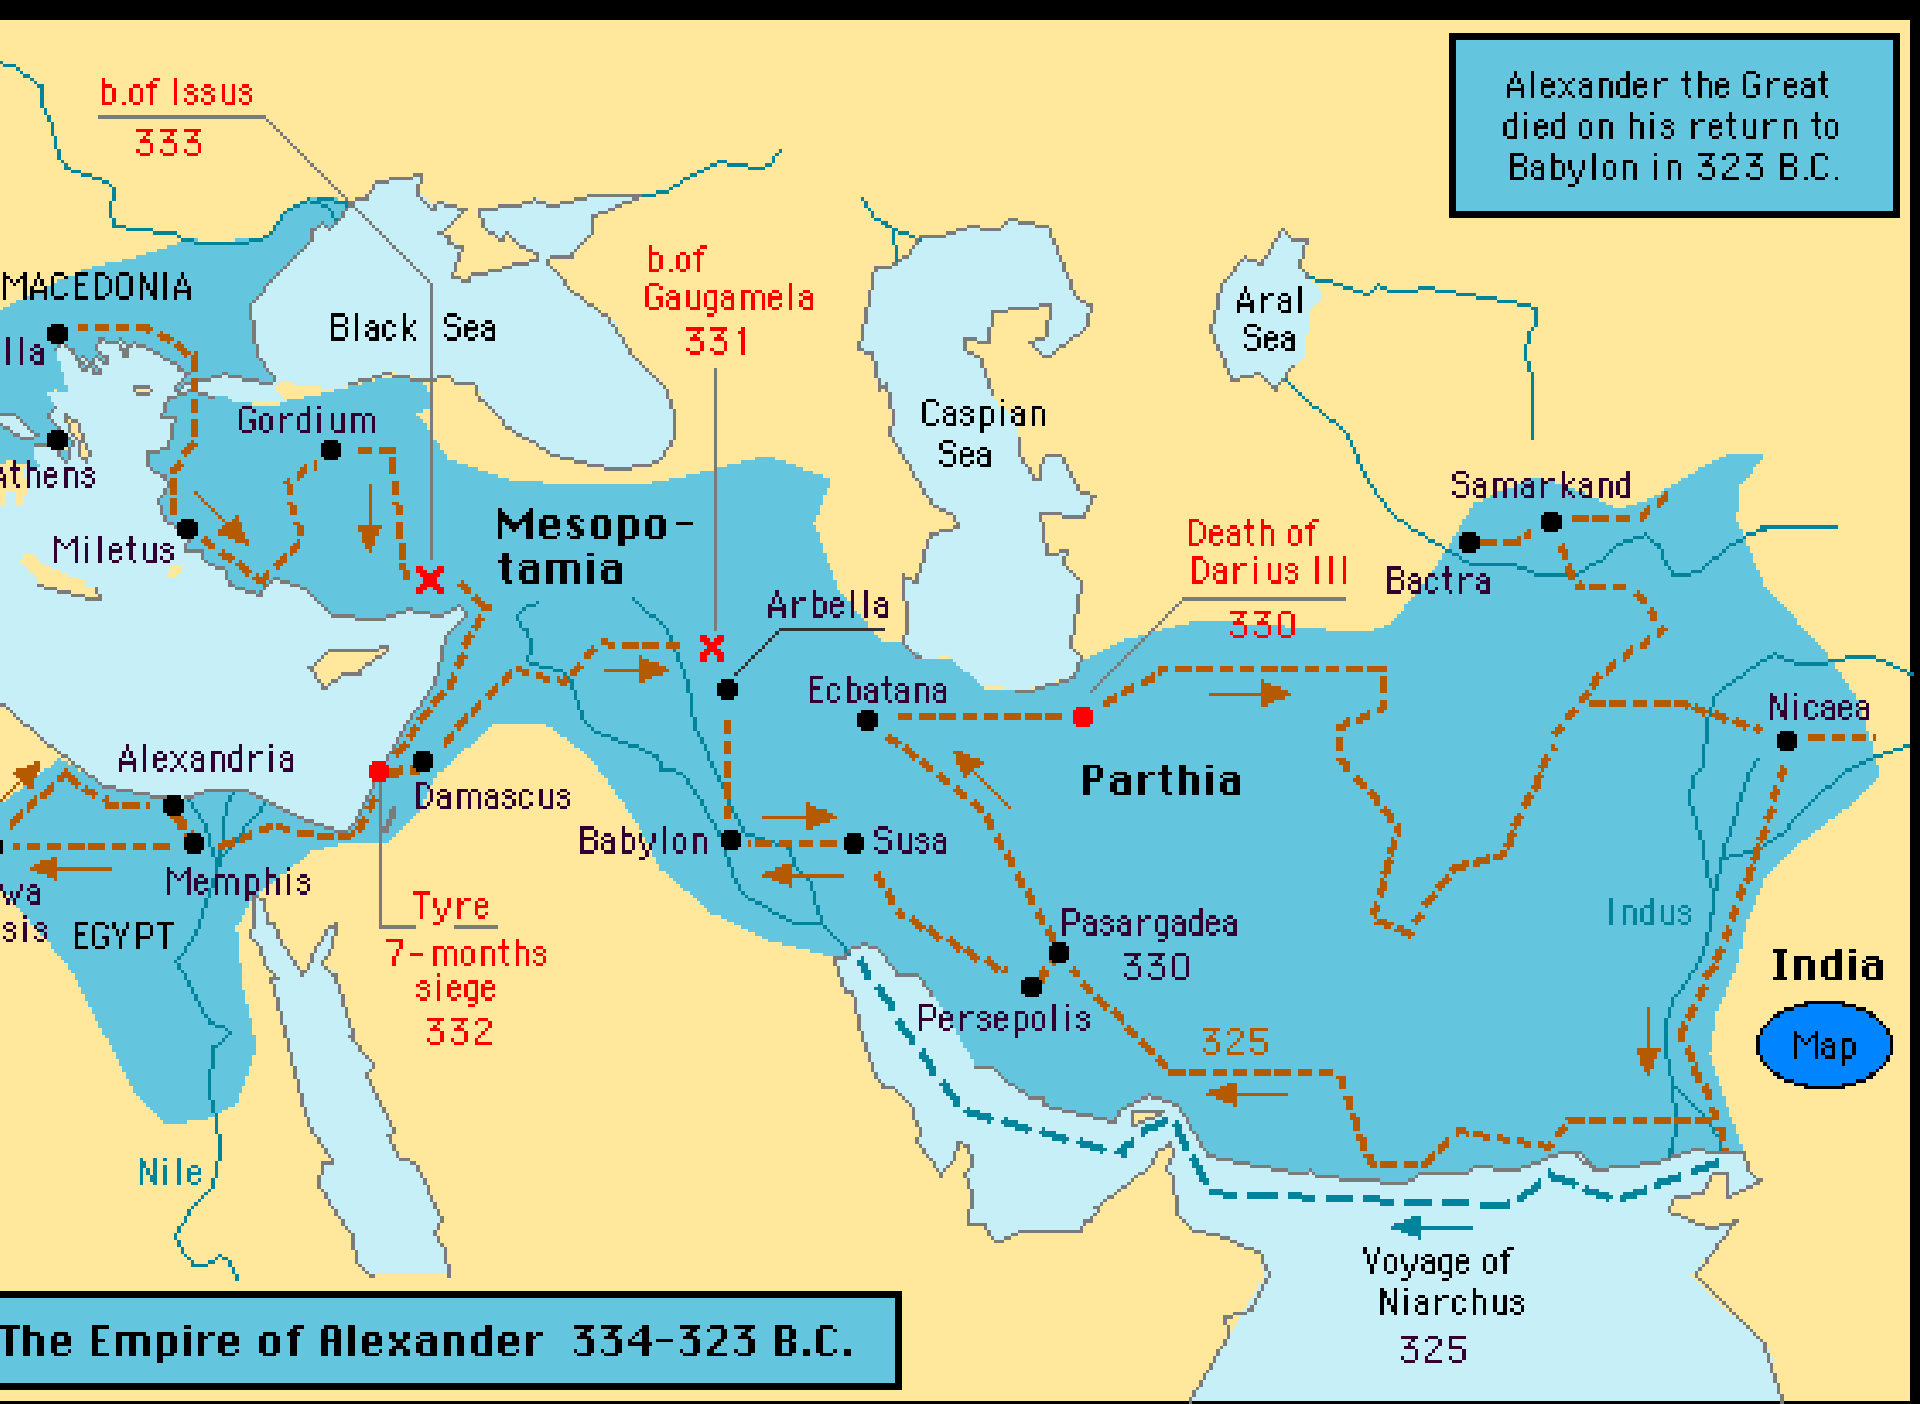 b.of Issus
333
Alexander the Great
died on his return to
Babylon in 323 B.C.
MACEDONIA
lla
Black Sea
b.of
Gaugamela
331
Aral
Sea
Caspian
Sea
Gordium
athens
Miletus
Mesopo-
tamia
Samarkand
Bactra
Death of
Darius III
330
Arbella
Ecbatana
Nicaea
Alexandria
Damascus
Parthia
Babylon
Susa
Memphis
wa
sis
EGYPT
Tyre
7-months
siege
332
Pasargadea
330
Persepolis
Indus
India
Map
325
Nile
Voyage of
Niarchus
325
The Empire of Alexander 334-323 B.C.